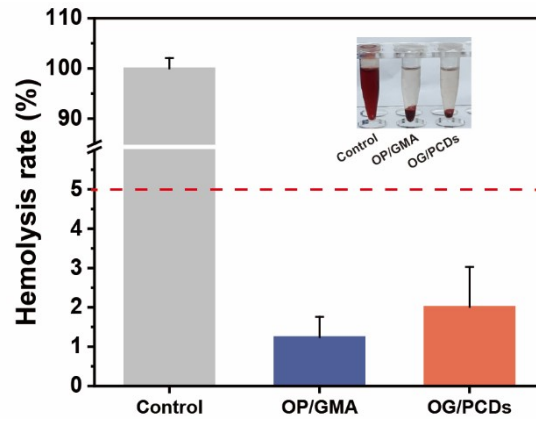 110
100
90
5
4
3
2
1
0
Hemolysis rate (%)
Control
OP/GMA
OG/PCDs
Control
OP/GMA
OG/PCDs